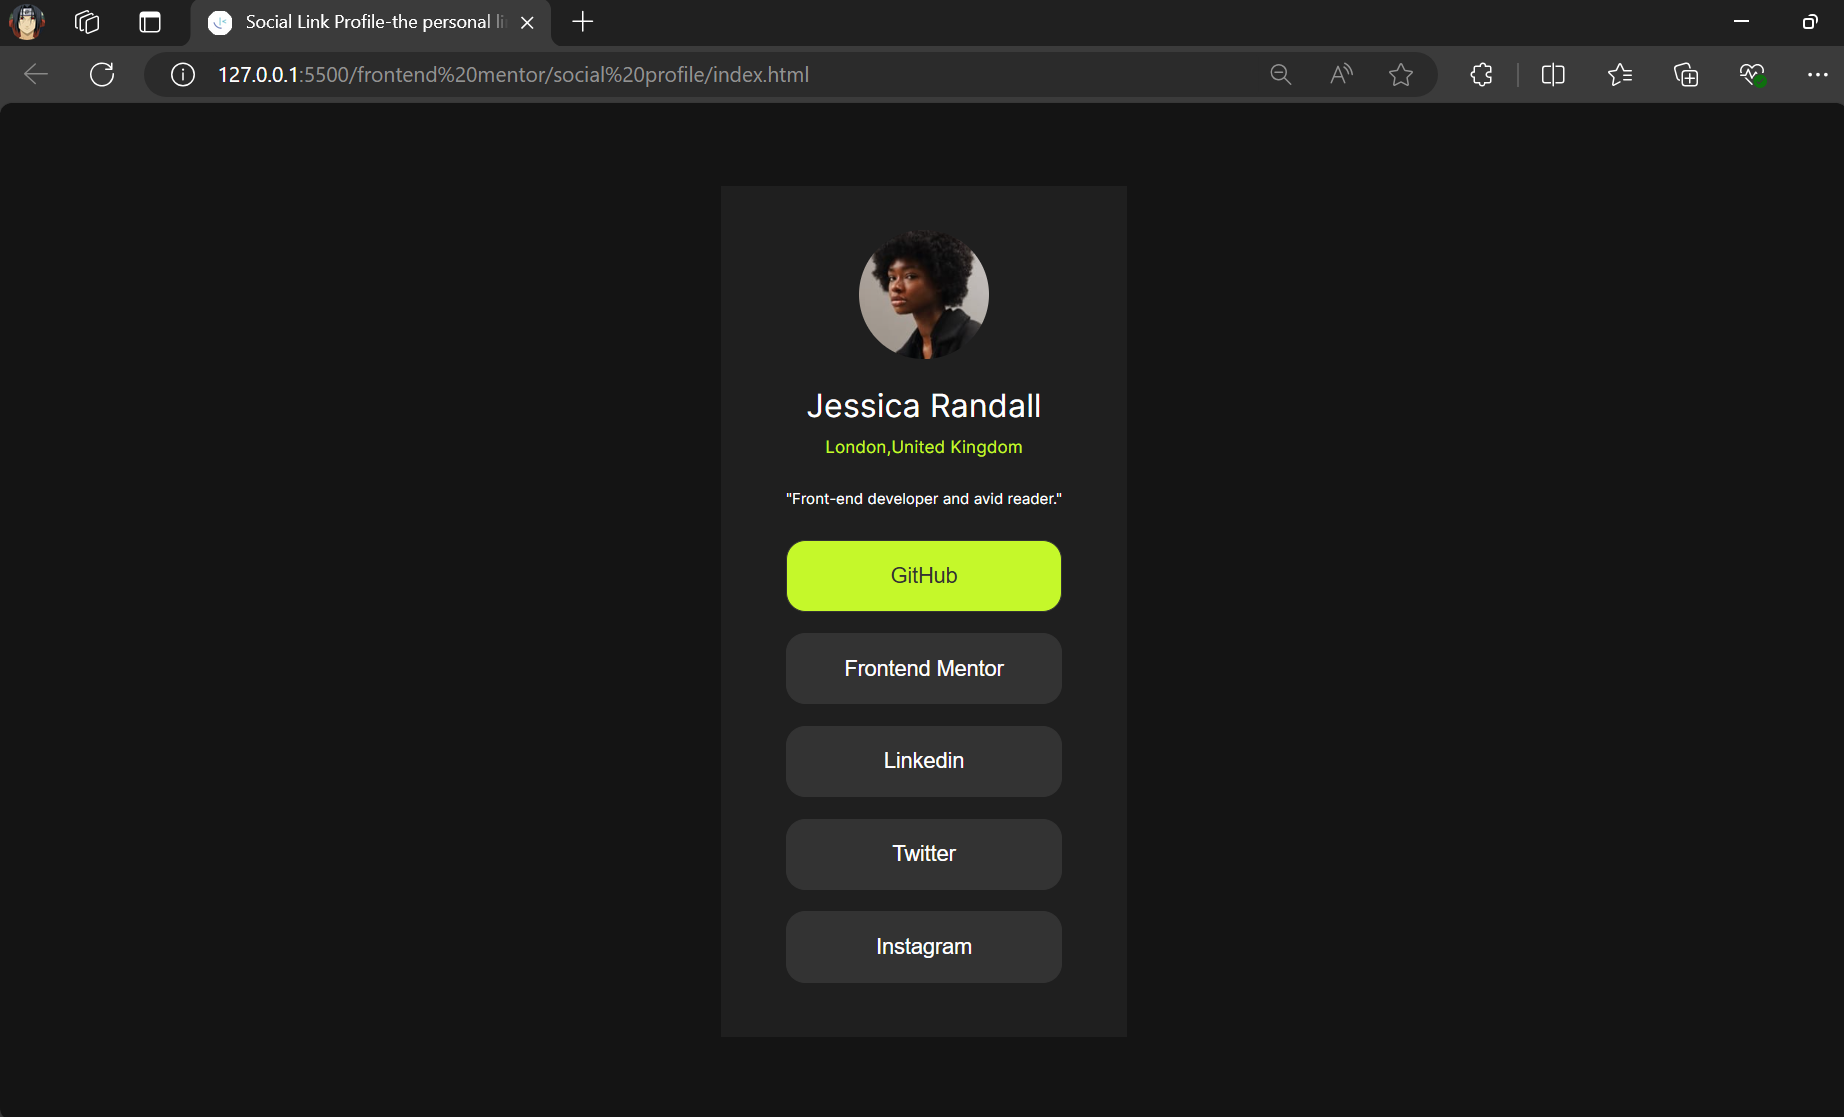 Social Link Profile-the personal li
127.0.0.1:5500/frontend%20mentor/social%20profile/index.html
Jessica Randall
London,United Kingdom
"Front-end developer and avid reader."
GitHub
Frontend Mentor
Linkedin
Twitter
Instagram